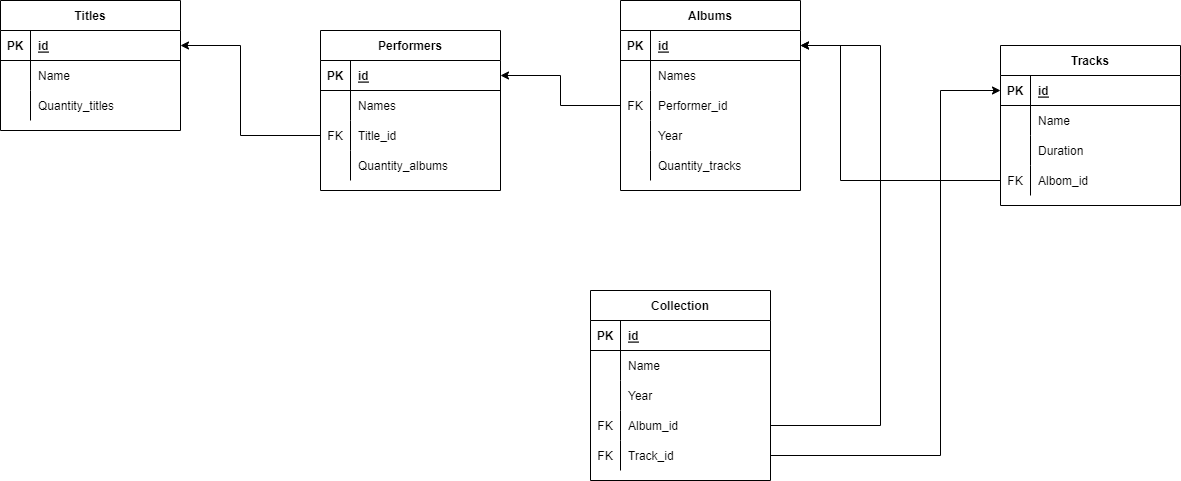 Titles
PK id
Name
Quantity_titles
Performers
PK id
Names
FK Title_id
Quantity_albums
Albums
PK id
Names
FK Performer_id
Year
Quantity_tracks
Tracks
PK id
Name
Duration
FK Albom_id
Collection
PK id
Name
Year
FK Album_id
FK Track_id